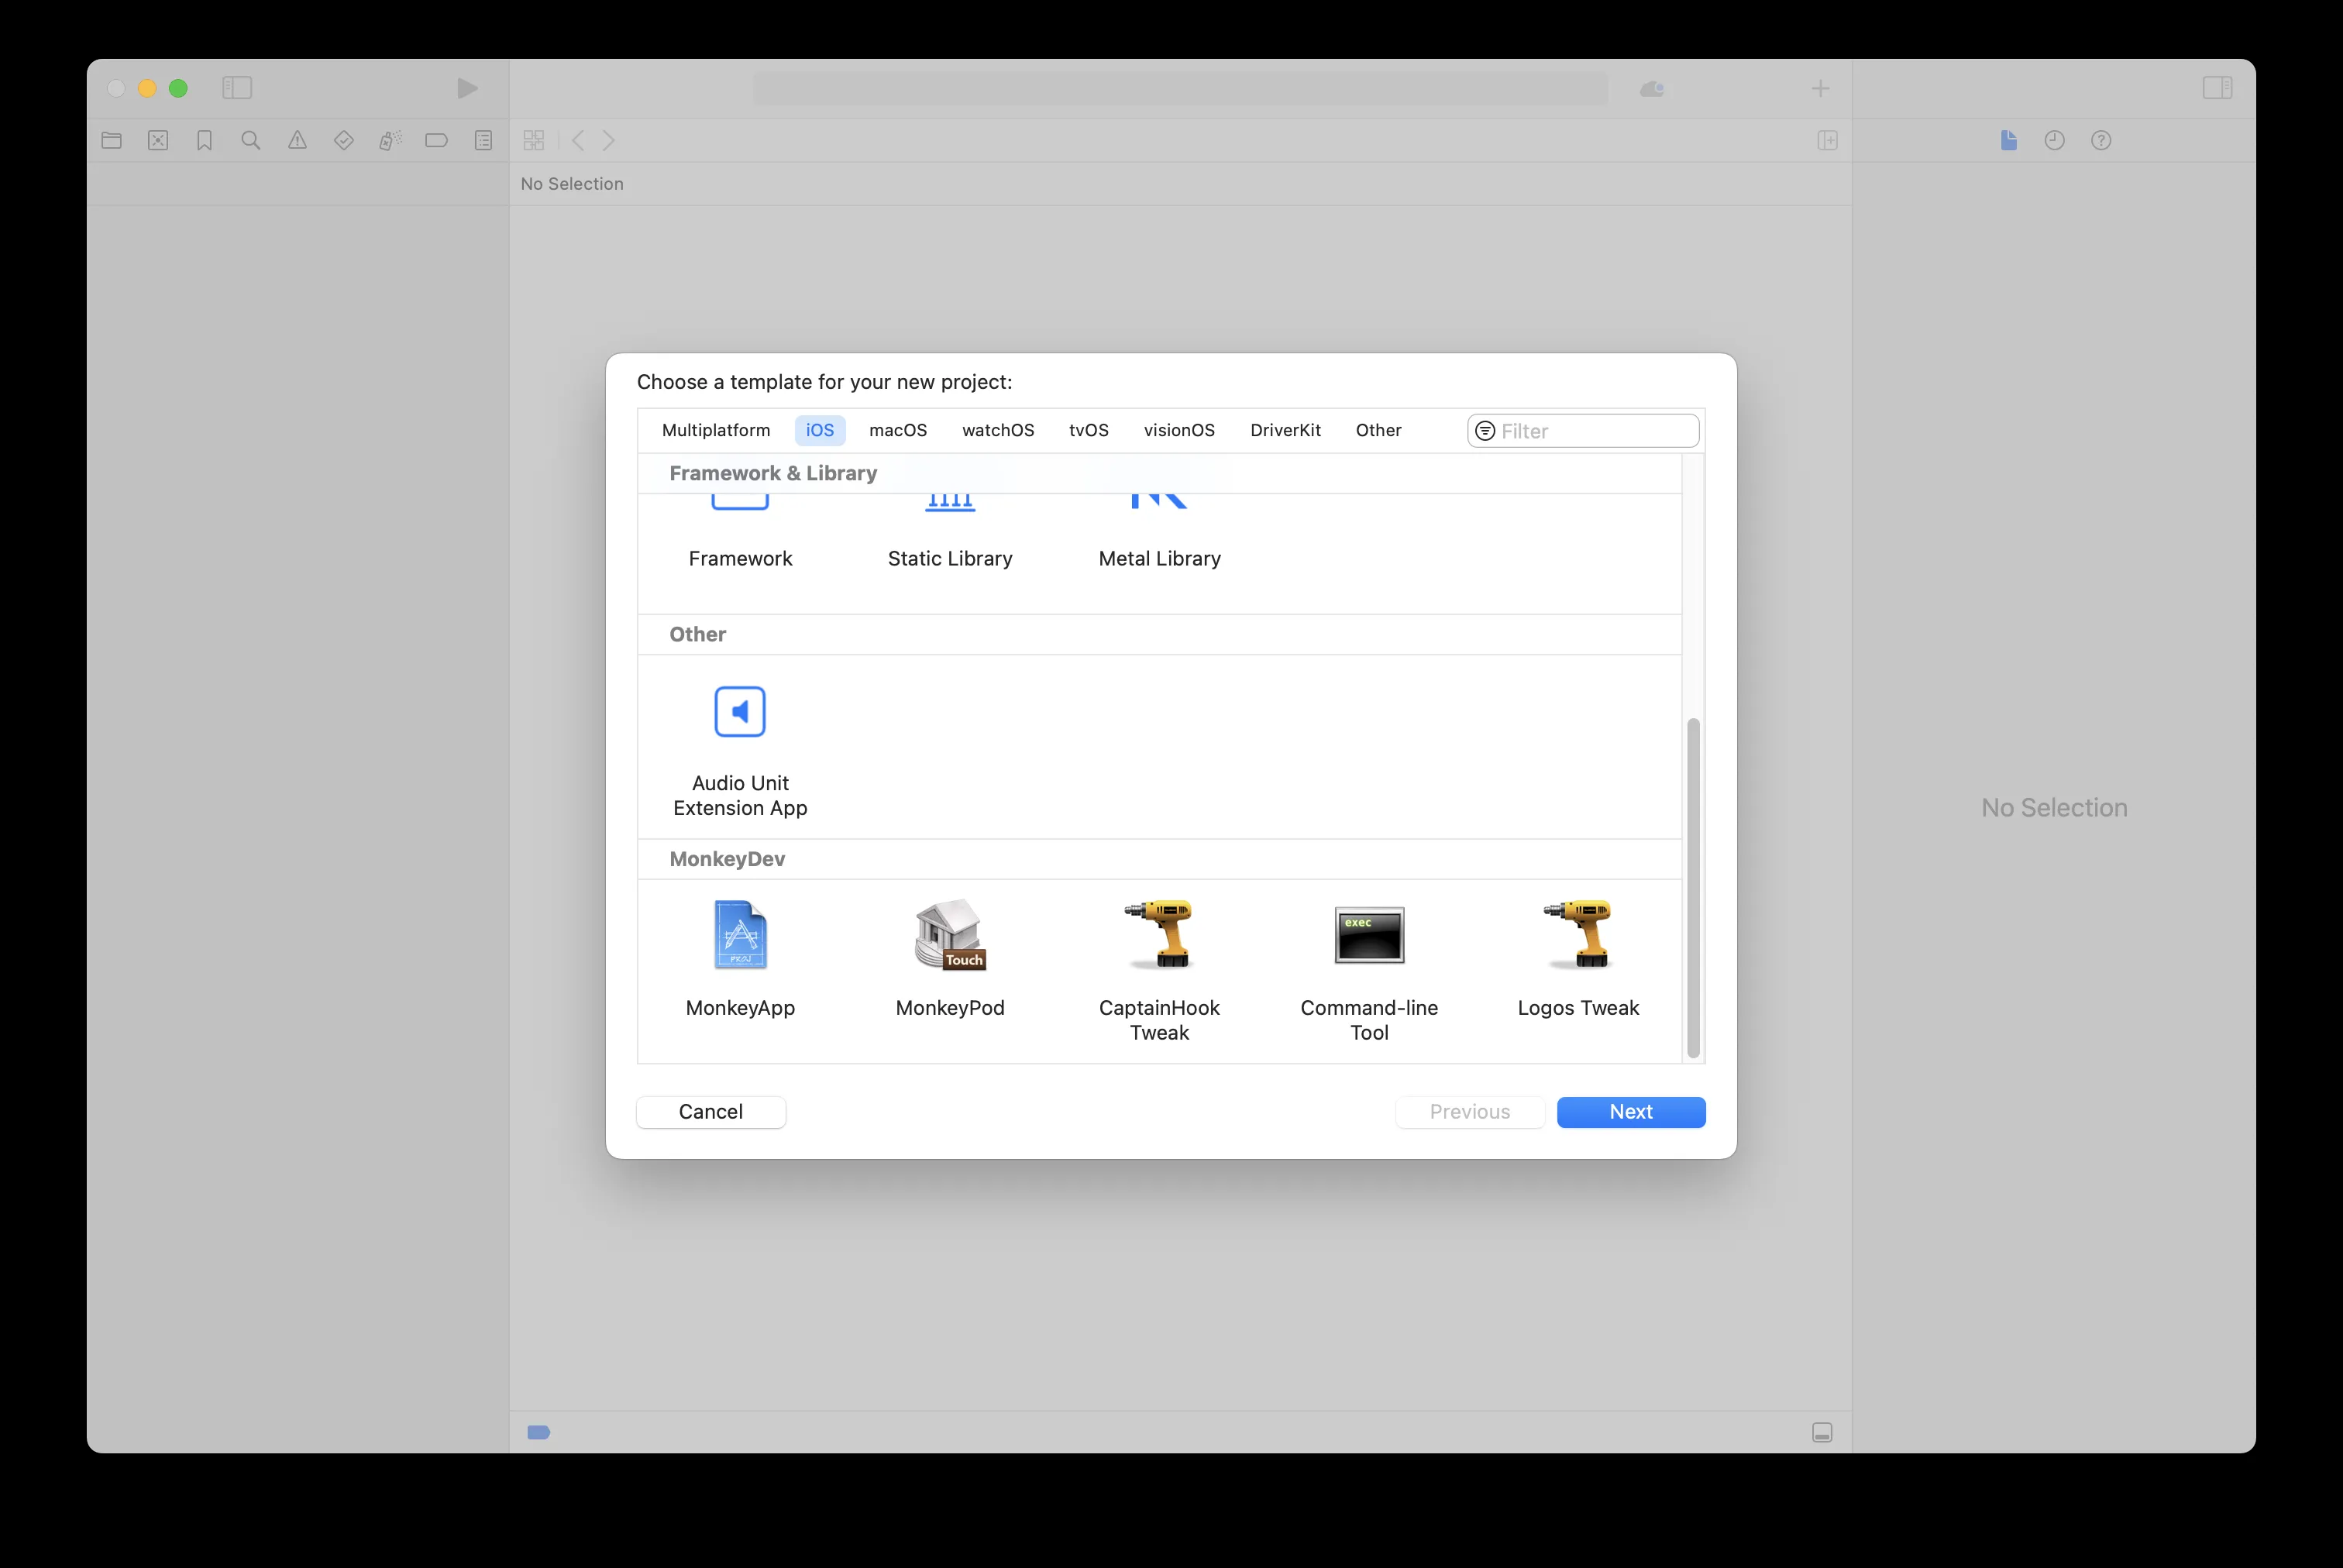 No Selection
Choose a template for your new project:
Multiplatform iOS macOS watchOS tvOS visionOS DriverKit Other Filter
Framework & Library
Framework Static Library Metal Library
Other
Audio Unit
Extension App
MonkeyDev
PROJ Touch exec
MonkeyApp MonkeyPod CaptainHook Command-line Logos Tweak
Tweak Tool
Cancel Previous Next
No Selection